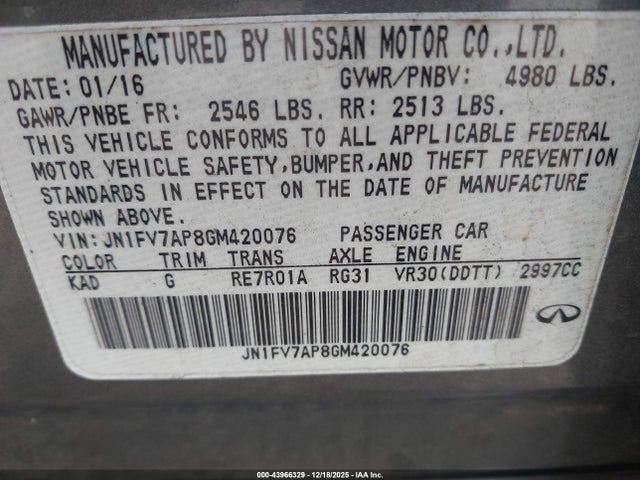 MANUFACTURED BY NISSAN MOTOR CO.,LTD.
DATE: 01/16 GVWR/PNBV: 4980 LBS.
GAWR/PNBE FR: 2546 LBS. RR: 2513 LBS.
THIS VEHICLE CONFORMS TO ALL APPLICABLE FEDERAL
MOTOR VEHICLE SAFETY,BUMPER,AND THEFT PREVENTION
STANDARDS IN EFFECT ON THE DATE OF MANUFACTURE
SHOWN ABOVE.
VIN:JN1FV7AP8GM420076 PASSENGER CAR
COLOR TRIM TRANS AXLE ENGINE
KAD G RE7R01A RG31 VR30(DDTT) 2997CC
JN1FV7AP8GM420076
000-43966329 - 12/18/2025 - IAA Inc.